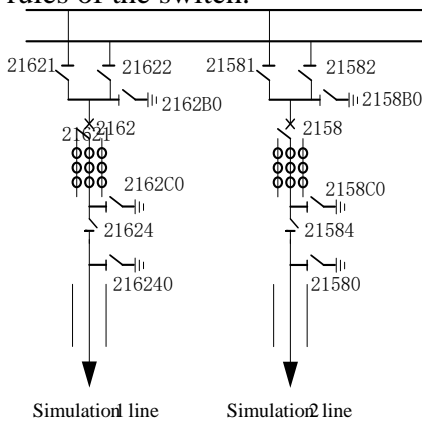 rules of the switch.
21621 21622 21581 21582
2162B0 2158B0
2162 2158
21621
2162C0 2158C0
21624 21584
216240 21580
Simulation1 line Simulation2 line